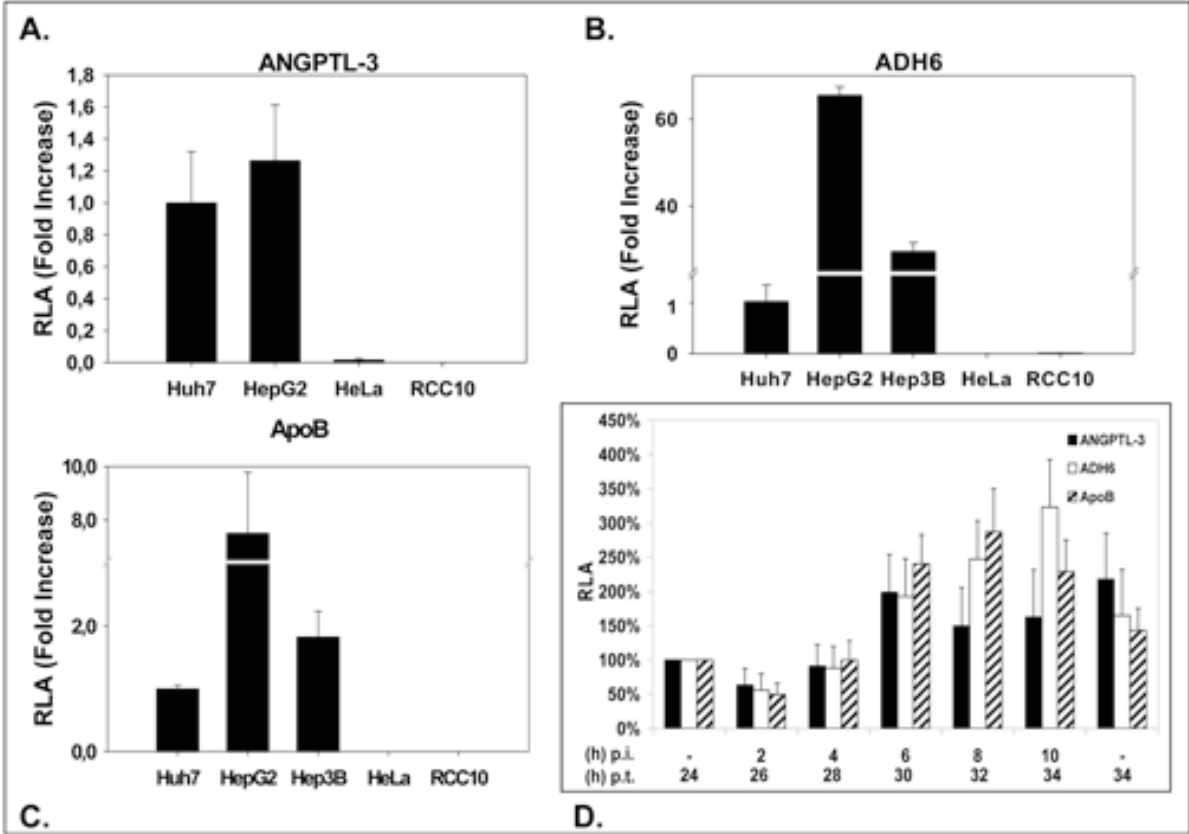 A.
ANGPTL-3
RLA (Fold Increase)
1,8
1,6
1,4
1,2
1,0
0,8
0,6
0,4
0,2
0,0
Huh7 HepG2 HeLa RCC10
B.
ADH6
RLA (Fold Increase)
60
40
1
0
Huh7 HepG2 Hep3B HeLa RCC10
ApoB
RLA (Fold Increase)
10,0
8,0
2,0
0,0
Huh7 HepG2 Hep3B HeLa RCC10
C.
RLA
450%
400%
350%
300%
250%
200%
150%
100%
50%
0%
ANGPTL-3
ADH6
ApoB
(h) p.i. - 2 4 6 8 10 -
(h) p.t. 24 26 28 30 32 34 34
D.